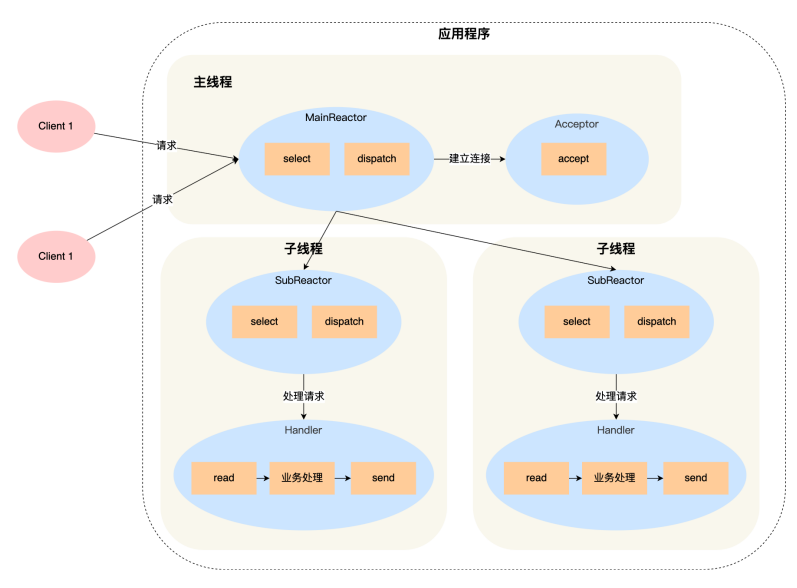 应用程序
主线程
MainReactor
select
dispatch
建立连接
Acceptor
accept
Client 1
请求
Client 1
请求
子线程
SubReactor
select
dispatch
处理请求
Handler
read
业务处理
send
子线程
SubReactor
select
dispatch
处理请求
Handler
read
业务处理
send